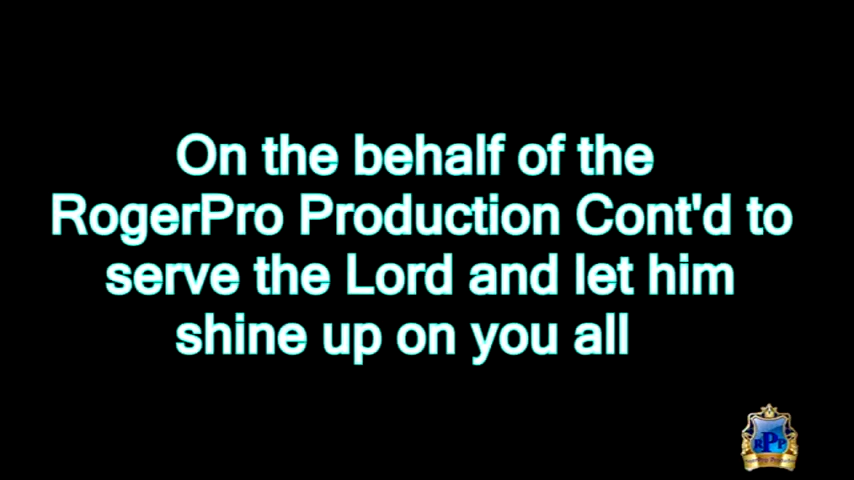 On the behalf of the
RogerPro Production Cont'd to
serve the Lord and let him
shine up on you all
RPP